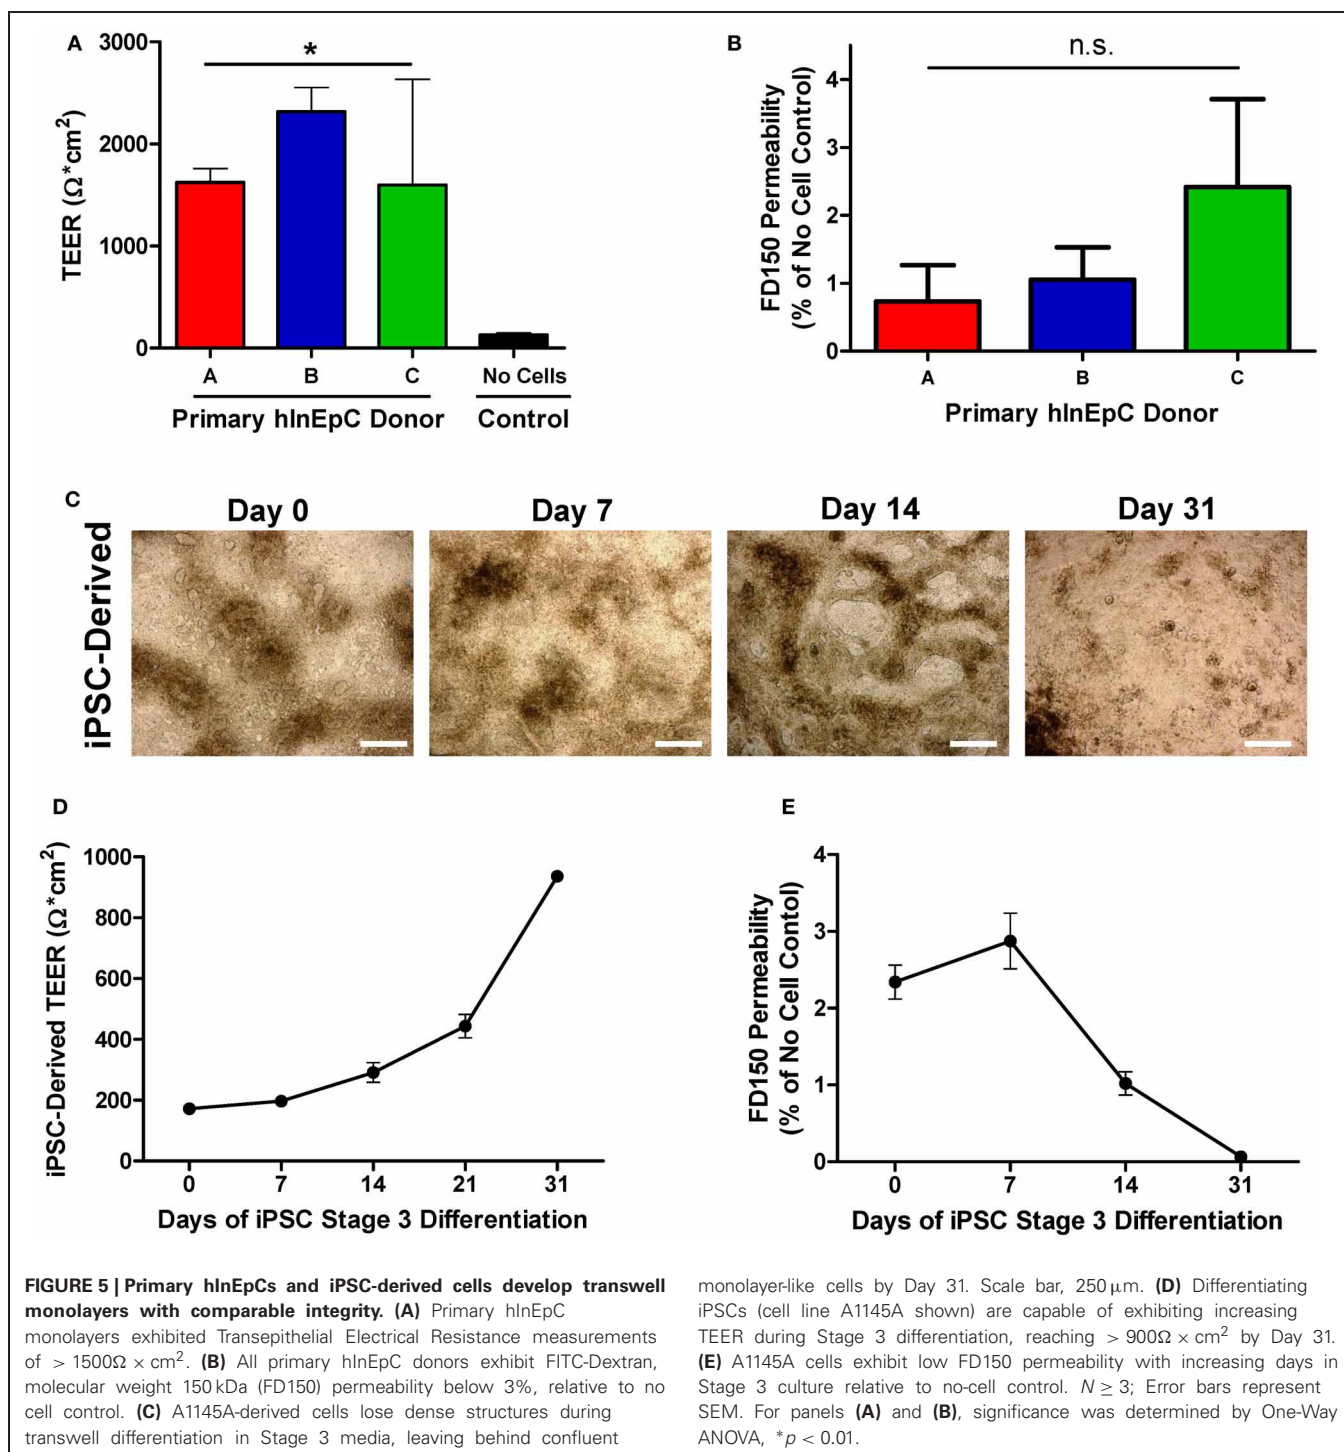 A
3000
2000
1000
0
TEER (Ω*cm2)
*
A
B
C
No Cells
Primary hInEpC Donor
Control
B
n.s.
4
3
2
1
0
FD150 Permeability
(% of No Cell Control)
A
B
C
Primary hInEpC Donor
C
Day 0
Day 7
Day 14
Day 31
iPSC-Derived
D
1000
800
600
400
200
0
iPSC-Derived TEER (Ω*cm2)
0
7
14
21
31
Days of iPSC Stage 3 Differentiation
E
4
3
2
1
0
FD150 Permeability
(% of No Cell Contol)
0
7
14
31
Days of iPSC Stage 3 Differentiation
FIGURE 5 | Primary hInEpCs and iPSC-derived cells develop transwell
monolayers with comparable integrity. (A) Primary hInEpC
monolayers exhibited Transepithelial Electrical Resistance measurements
of > 1500Ω × cm2. (B) All primary hInEpC donors exhibit FITC-Dextran,
molecular weight 150 kDa (FD150) permeability below 3%, relative to no
cell control. (C) A1145A-derived cells lose dense structures during
transwell differentiation in Stage 3 media, leaving behind confluent
monolayer-like cells by Day 31. Scale bar, 250 μm. (D) Differentiating
iPSCs (cell line A1145A shown) are capable of exhibiting increasing
TEER during Stage 3 differentiation, reaching > 900Ω × cm2 by Day 31.
(E) A1145A cells exhibit low FD150 permeability with increasing days in
Stage 3 culture relative to no-cell control. N ≥ 3; Error bars represent
SEM. For panels (A) and (B), significance was determined by One-Way
ANOVA, *p < 0.01.